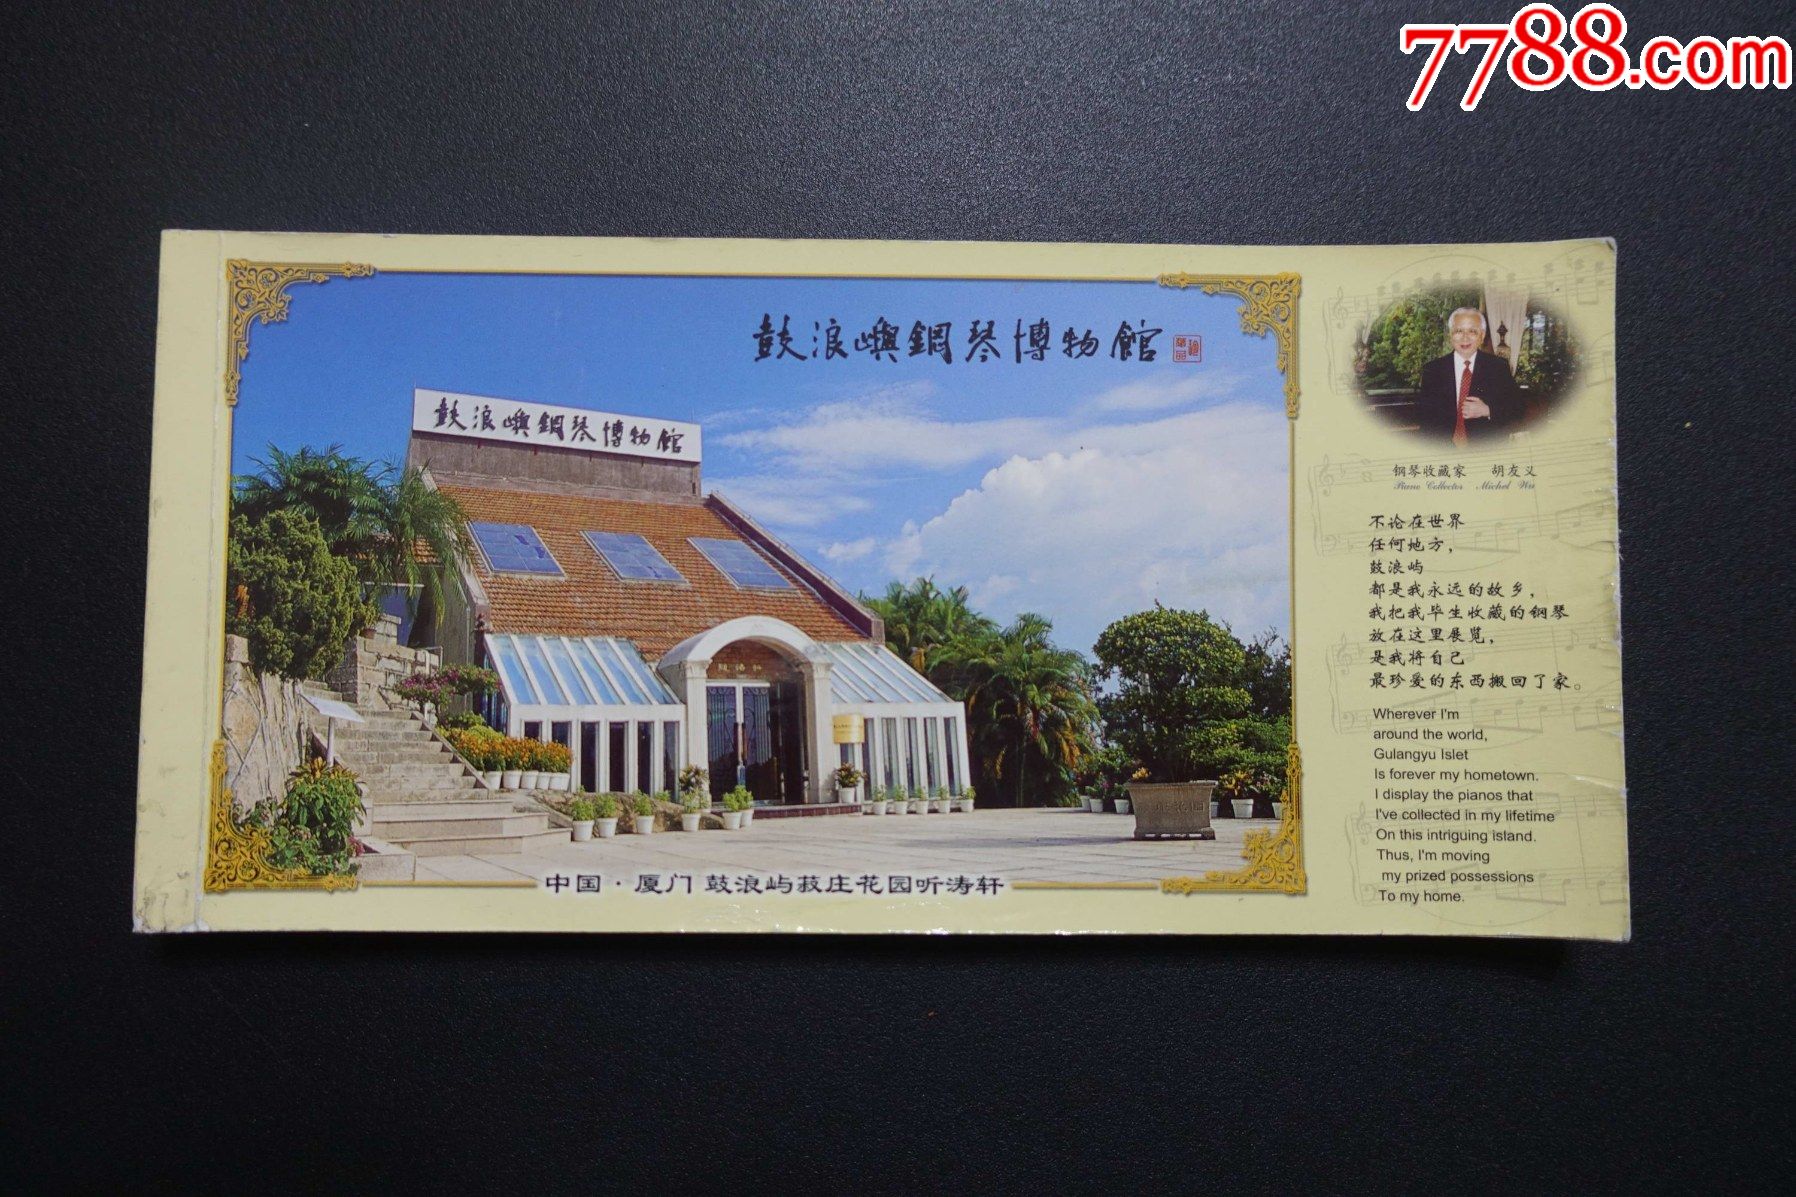 7788.com
鼓浪嶼鋼琴博物館
鼓浪嶼鋼琴博物館
钢琴收藏家 胡友义
Piano Collector Michel Wu
不论在世界
任何地方，
鼓浪屿
都是我永远的故乡，
我把我毕生收藏的钢琴
放在这里展览，
是我将自己
最珍爱的东西搬回了家。
Wherever I'm
around the world,
Gulangyu Islet
Is forever my hometown.
I display the pianos that
I've collected in my lifetime
On this intriguing island.
Thus, I'm moving
my prized possessions
To my home.
中国·厦门 鼓浪屿菽庄花园听涛轩